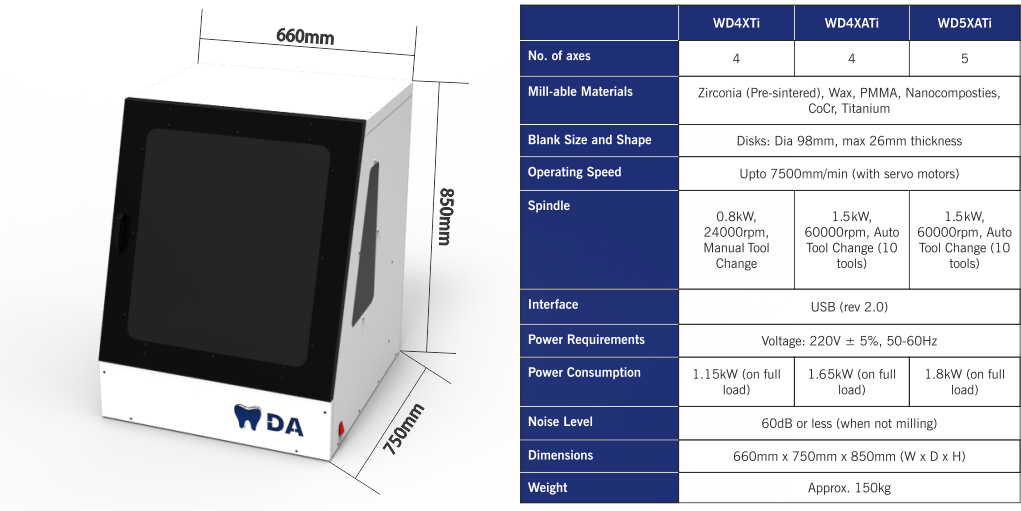 660mm
850mm
750mm
DA
WD4XTi WD4XATi WD5XATi
No. of axes 4 4 5
Mill-able Materials Zirconia (Pre-sintered), Wax, PMMA, Nanocomposties,
CoCr, Titanium
Blank Size and Shape Disks: Dia 98mm, max 26mm thickness
Operating Speed Upto 7500mm/min (with servo motors)
Spindle
0.8kW, 1.5kW, 1.5kW,
24000rpm, 60000rpm, Auto 60000rpm, Auto
Manual Tool Tool Change (10 Tool Change (10
Change tools) tools)
Interface USB (rev 2.0)
Power Requirements Voltage: 220V ± 5%, 50-60Hz
Power Consumption 1.15kW (on full 1.65kW (on full 1.8kW (on full
load) load) load)
Noise Level 60dB or less (when not milling)
Dimensions 660mm x 750mm x 850mm (W x D x H)
Weight Approx. 150kg